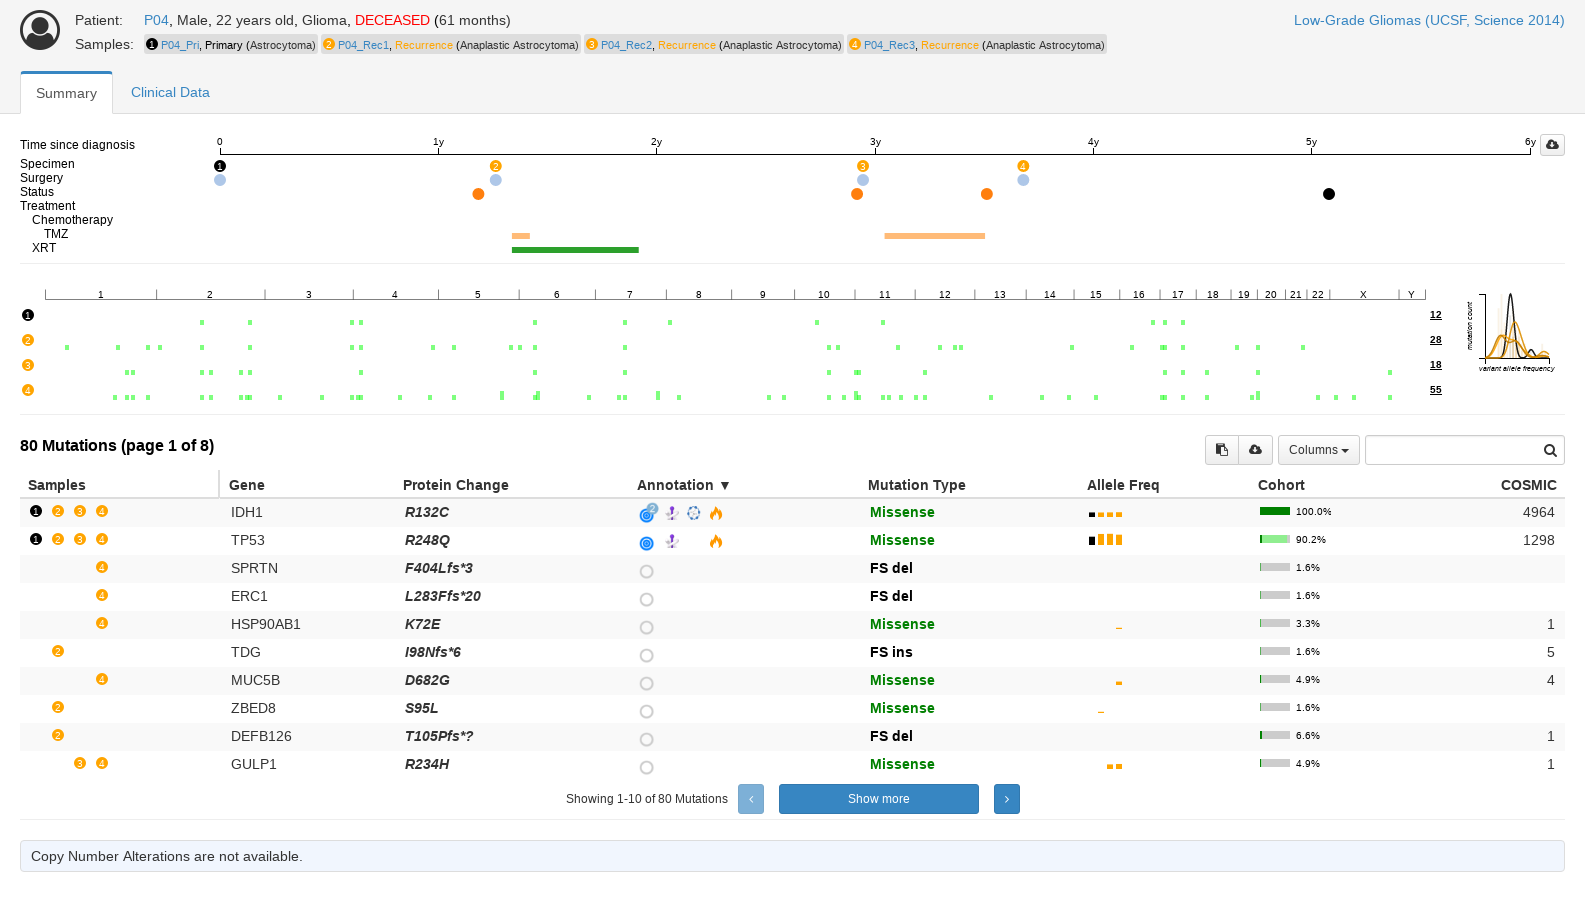 Patient: P04, Male, 22 years old, Glioma, DECEASED (61 months)
Low-Grade Gliomas (UCSF, Science 2014)
Samples: 1 P04_Pri, Primary (Astrocytoma) 2 P04_Rec1, Recurrence (Anaplastic Astrocytoma) 3 P04_Rec2, Recurrence (Anaplastic Astrocytoma) 4 P04_Rec3, Recurrence (Anaplastic Astrocytoma)
Summary Clinical Data
Time since diagnosis 0 1y 2y 3y 4y 5y 6y
Specimen 1 2 3 4
Surgery
Status
Treatment
Chemotherapy
TMZ
XRT
1 2 3 4 5 6 7 8 9 10 11 12 13 14 15 16 17 18 19 20 21 22 X Y
1 12
2 28
3 18
4 55
mutation count
variant allele frequency
80 Mutations (page 1 of 8)
Columns
Samples Gene Protein Change Annotation ▼ Mutation Type Allele Freq Cohort COSMIC
1 2 3 4 IDH1 R132C 2 Missense 100.0% 4964
1 2 3 4 TP53 R248Q Missense 90.2% 1298
4 SPRTN F404Lfs*3 FS del 1.6%
4 ERC1 L283Ffs*20 FS del 1.6%
4 HSP90AB1 K72E Missense 3.3% 1
2 TDG I98Nfs*6 FS ins 1.6% 5
4 MUC5B D682G Missense 4.9% 4
2 ZBED8 S95L Missense 1.6%
2 DEFB126 T105Pfs*? FS del 6.6% 1
3 4 GULP1 R234H Missense 4.9% 1
Showing 1-10 of 80 Mutations ‹ Show more ›
Copy Number Alterations are not available.